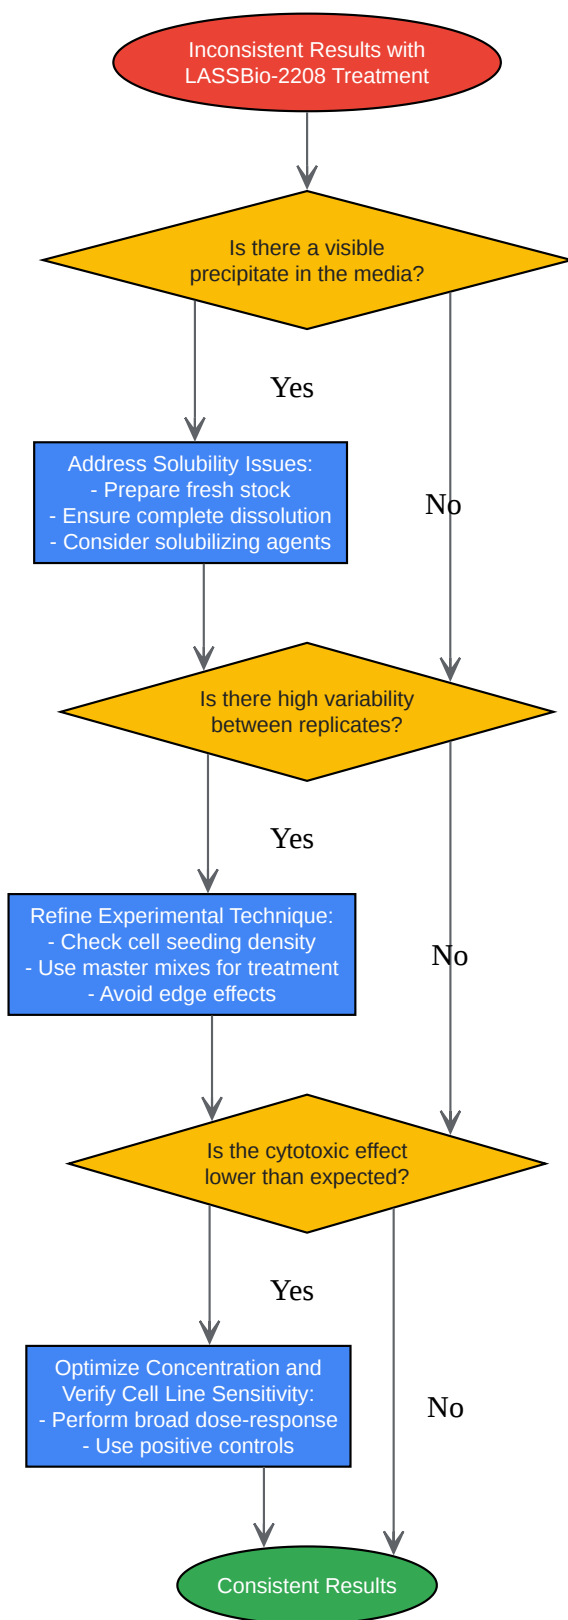 Inconsistent Results with
LASSBio-2208 Treatment
Is there a visible
precipitate in the media?
Yes
Address Solubility Issues:
- Prepare fresh stock
- Ensure complete dissolution
- Consider solubilizing agents
No
Is there high variability
between replicates?
Yes
Refine Experimental Technique:
- Check cell seeding density
- Use master mixes for treatment
- Avoid edge effects
No
Is the cytotoxic effect
lower than expected?
Yes
Optimize Concentration and
Verify Cell Line Sensitivity:
- Perform broad dose-response
- Use positive controls
No
Consistent Results